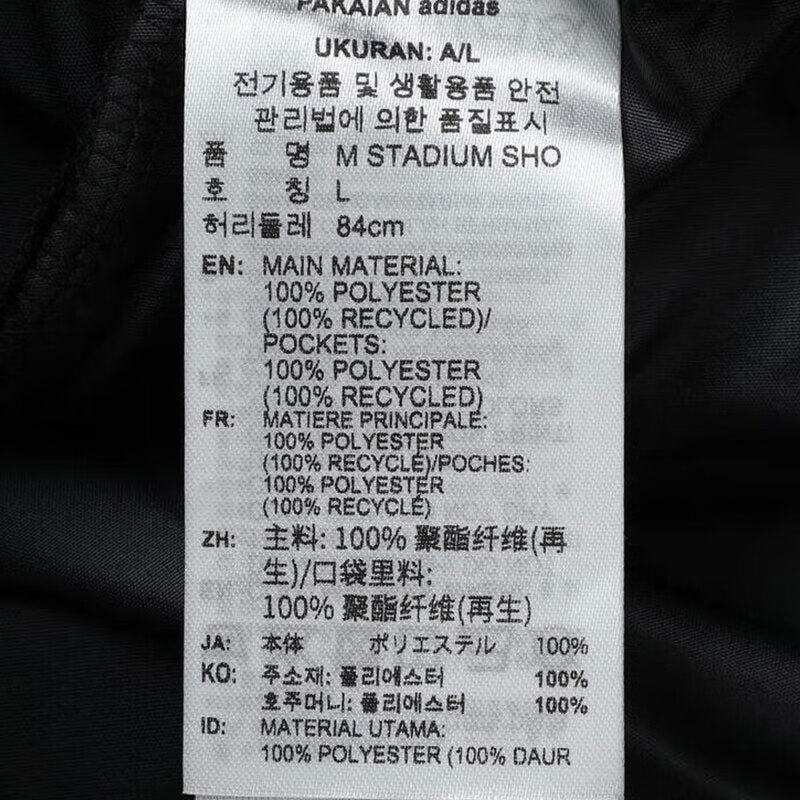 PAKAIAN adidas
UKURAN: A/L
전기용품 및 생활용품 안전
관리법에 의한 품질표시
품 명 M STADIUM SHO
호 칭 L
허리둘레 84cm
EN: MAIN MATERIAL:
100% POLYESTER
(100% RECYCLED)/
POCKETS:
100% POLYESTER
(100% RECYCLED)
FR: MATIERE PRINCIPALE:
100% POLYESTER
(100% RECYCLÉ)/POCHES:
100% POLYESTER
(100% RECYCLÉ)
ZH: 主料: 100% 聚酯纤维(再
生)/口袋里料:
100% 聚酯纤维(再生)
JA: 本体 ポリエステル 100%
KO: 주소재: 폴리에스터 100%
호주머니: 폴리에스터 100%
ID: MATERIAL UTAMA:
100% POLYESTER (100% DAUR